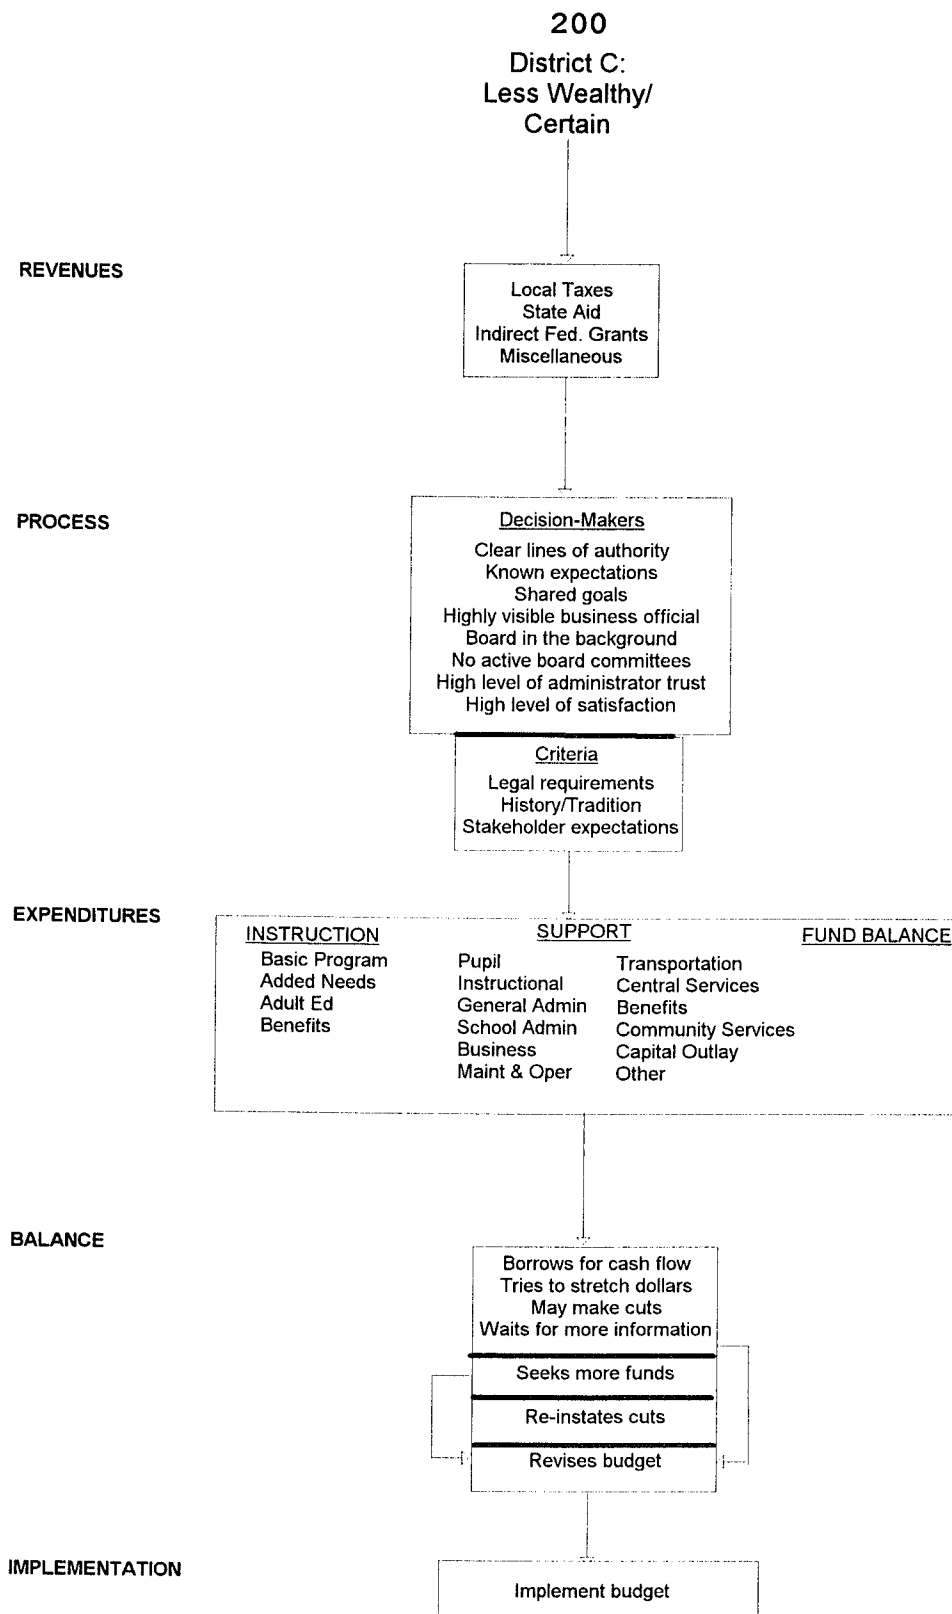 200
District C:
Less Wealthy/
Certain
REVENUES
Local Taxes
State Aid
Indirect Fed. Grants
Miscellaneous
PROCESS
Decision-Makers
Clear lines of authority
Known expectations
Shared goals
Highly visible business official
Board in the background
No active board committees
High level of administrator trust
High level of satisfaction
Criteria
Legal requirements
History/Tradition
Stakeholder expectations
EXPENDITURES
INSTRUCTION
Basic Program
Added Needs
Adult Ed
Benefits
SUPPORT
Pupil
Instructional
General Admin
School Admin
Business
Maint & Oper
Transportation
Central Services
Benefits
Community Services
Capital Outlay
Other
FUND BALANCE
BALANCE
Borrows for cash flow
Tries to stretch dollars
May make cuts
Waits for more information
Seeks more funds
Re-instates cuts
Revises budget
IMPLEMENTATION
Implement budget